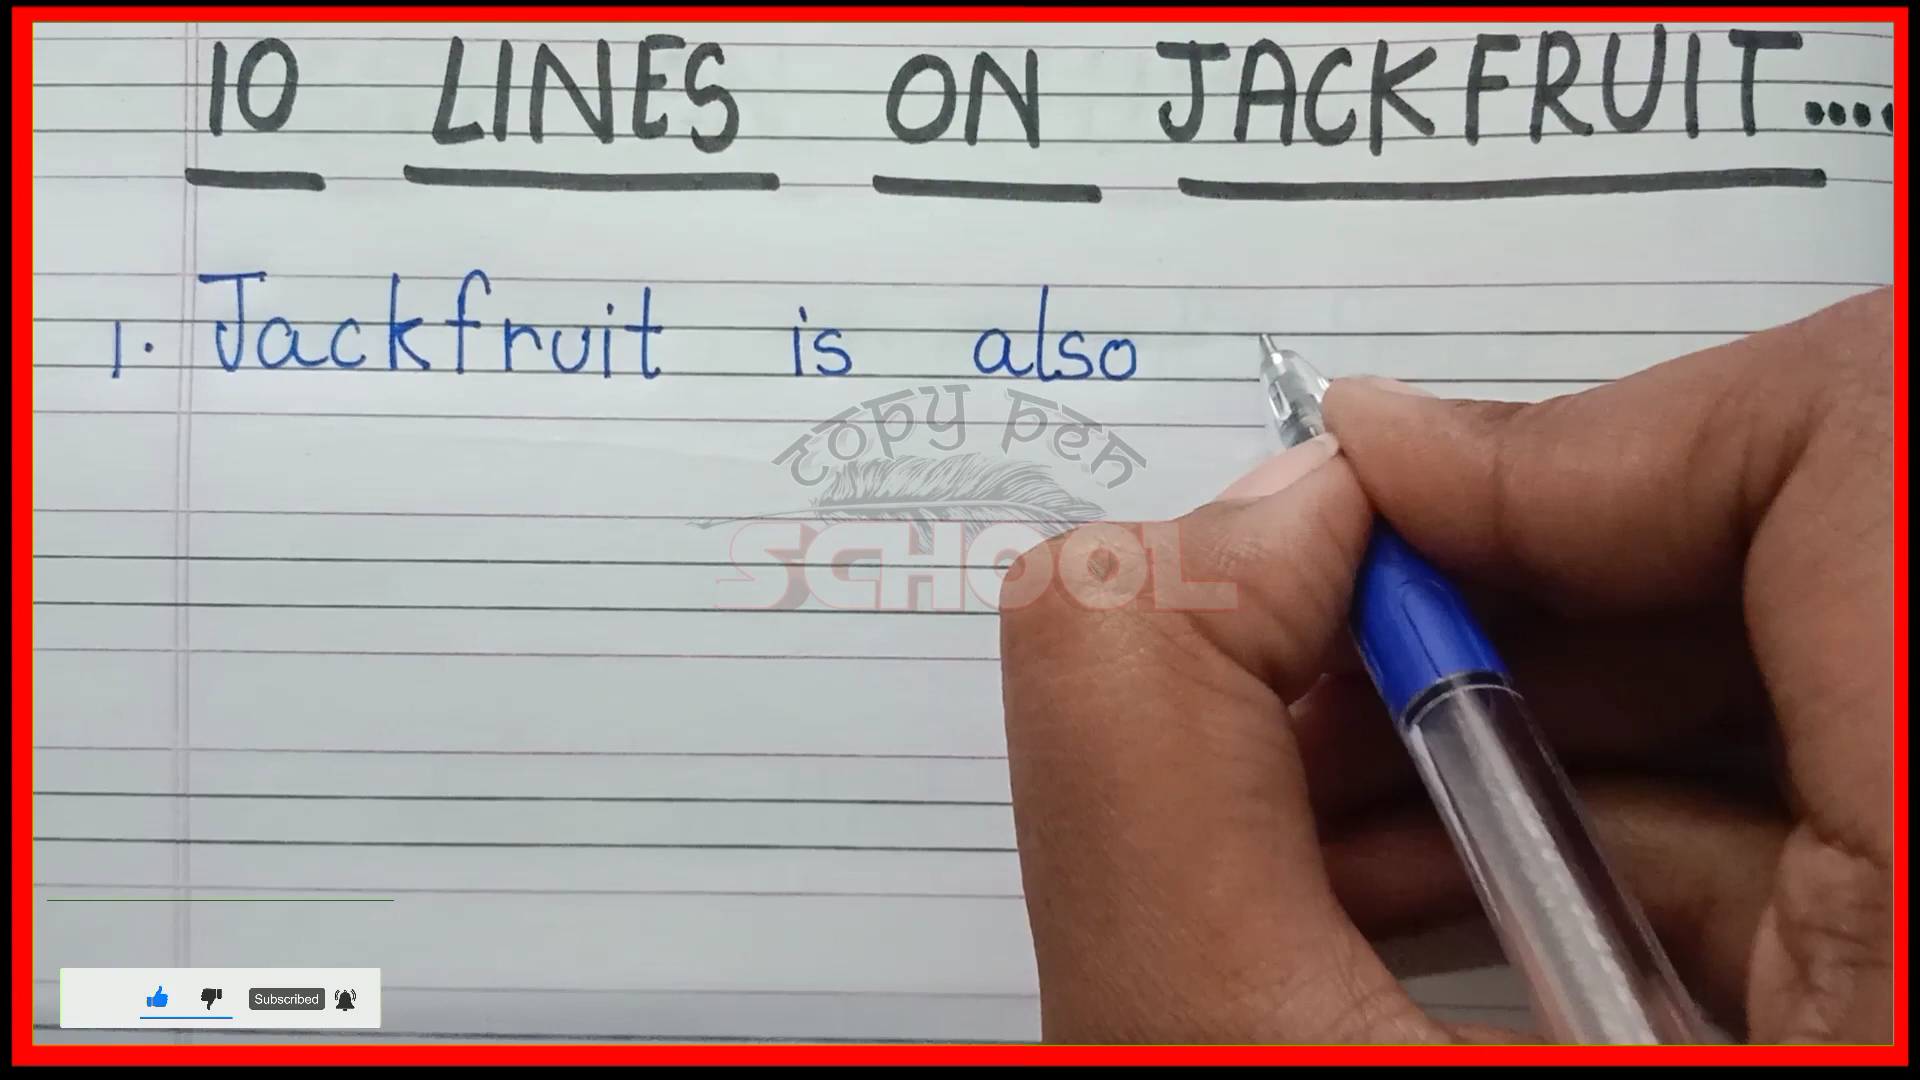 10 LINES ON JACKFRUIT....
1. Jackfruit is also
copy pen
SCHOOL
Subscribed